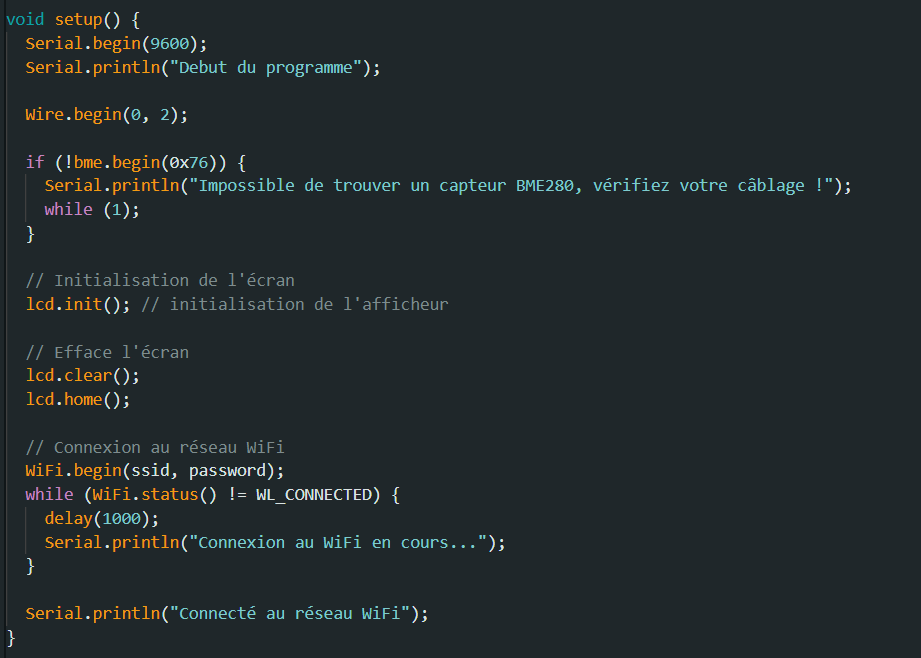 void setup() {
Serial.begin(9600);
Serial.println("Debut du programme");
Wire.begin(0, 2);
if (!bme.begin(0x76)) {
Serial.println("Impossible de trouver un capteur BME280, vérifiez votre câblage !");
while (1);
}
// Initialisation de l'écran
lcd.init(); // initialisation de l'afficheur
// Efface l'écran
lcd.clear();
lcd.home();
// Connexion au réseau WiFi
WiFi.begin(ssid, password);
while (WiFi.status() != WL_CONNECTED) {
delay(1000);
Serial.println("Connexion au WiFi en cours...");
}
Serial.println("Connecté au réseau WiFi");
}